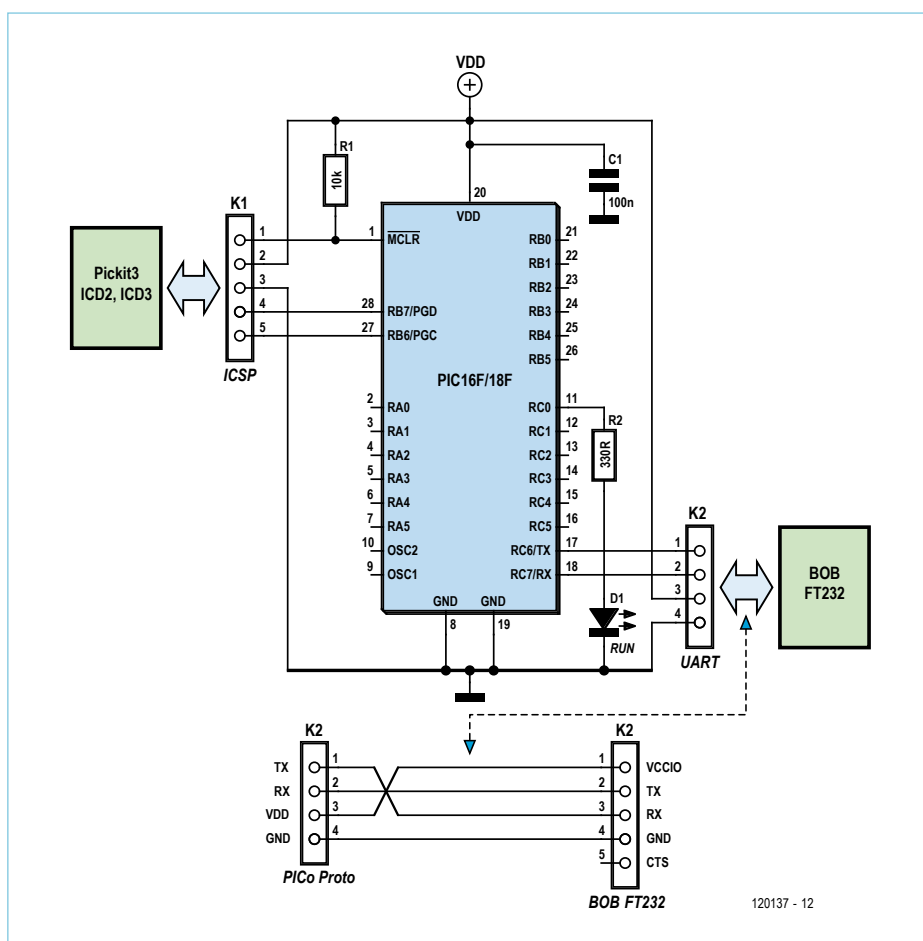 VDD
R1
10k
C1
100n
20
VDD
K1
1
2
3
4
5
ICSP
Pickit3
ICD2, ICD3
1
MCLR
28
RB7/PGD
27
RB6/PGC
PIC16F/18F
2
RA0
3
RA1
4
RA2
5
RA3
6
RA4
7
RA5
10
OSC2
9
OSC1
RB0
21
RB1
22
RB2
23
RB3
24
RB4
25
RB5
26
RC0
11
RC1
12
RC2
13
RC3
14
RC4
15
RC5
16
RC6/TX
17
RC7/RX
18
GND
GND
8
19
R2
330R
D1
RUN
K2
1
2
3
4
UART
BOB
FT232
K2
TX
1
RX
2
VDD
3
GND
4
PICo Proto
K2
1
VCCIO
2
TX
3
RX
4
GND
5
CTS
BOB FT232
120137 - 12